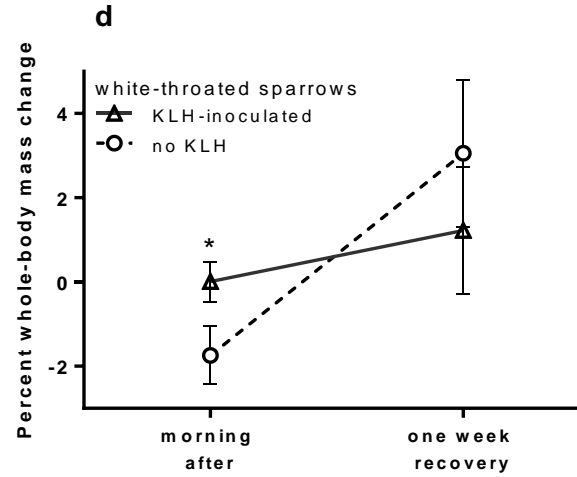 d
Percent whole-body mass change
white-throated sparrows
KLH-inoculated
no KLH
4
2
0
-2
*
morning
after
one week
recovery